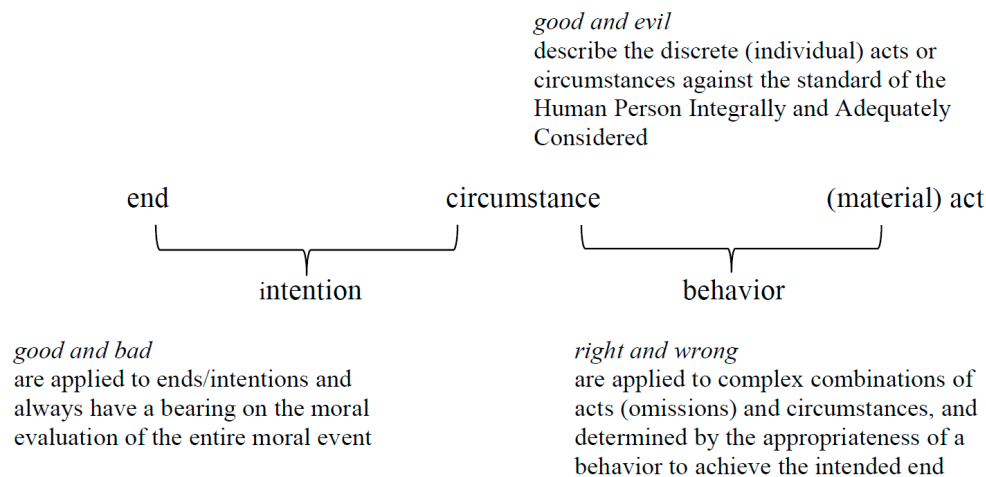 good and evil
describe the discrete (individual) acts or
circumstances against the standard of the
Human Person Integrally and Adequately
Considered
end circumstance (material) act
intention behavior
good and bad
are applied to ends/intentions and
always have a bearing on the moral
evaluation of the entire moral event
right and wrong
are applied to complex combinations of
acts (omissions) and circumstances, and
determined by the appropriateness of a
behavior to achieve the intended end